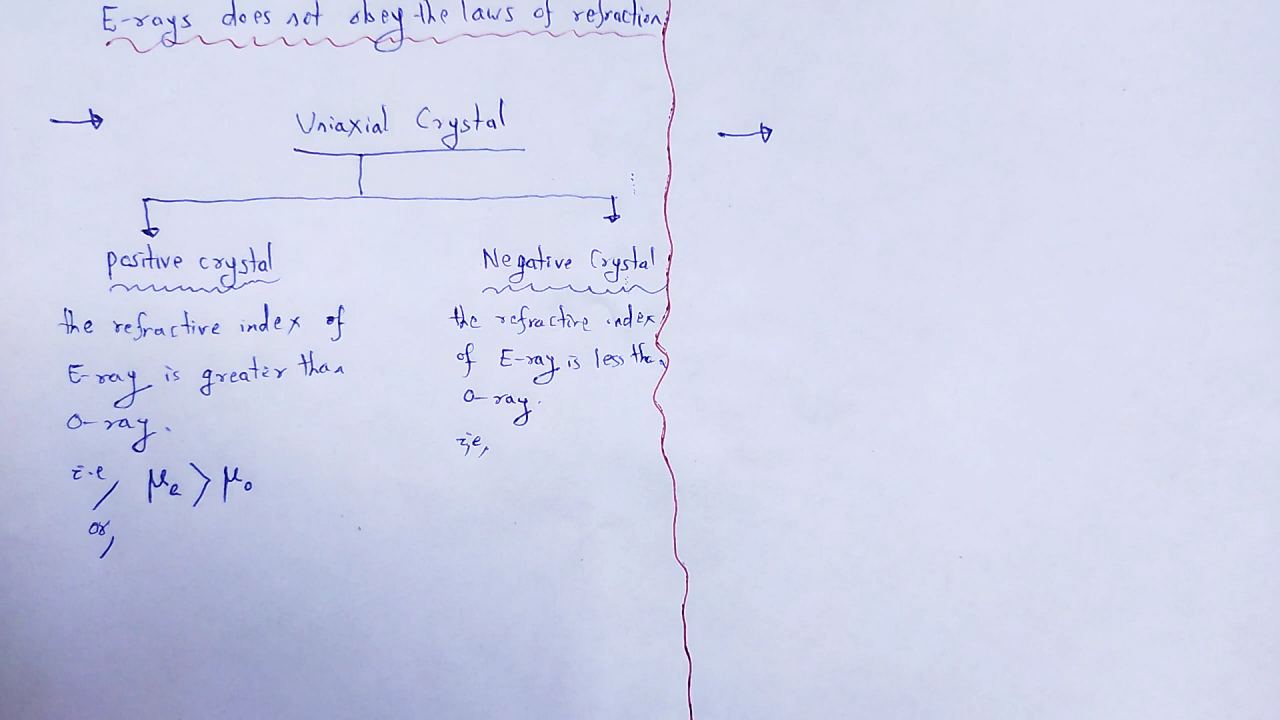 E-rays does not obey the laws of refraction
Uniaxial Crystal
positive crystal
the refractive index of
E-ray is greater than
O-ray.
i.e, μe > μo
or,
Negative Crystal
the refractive index
of E-ray is less than
O-ray.
i,e,